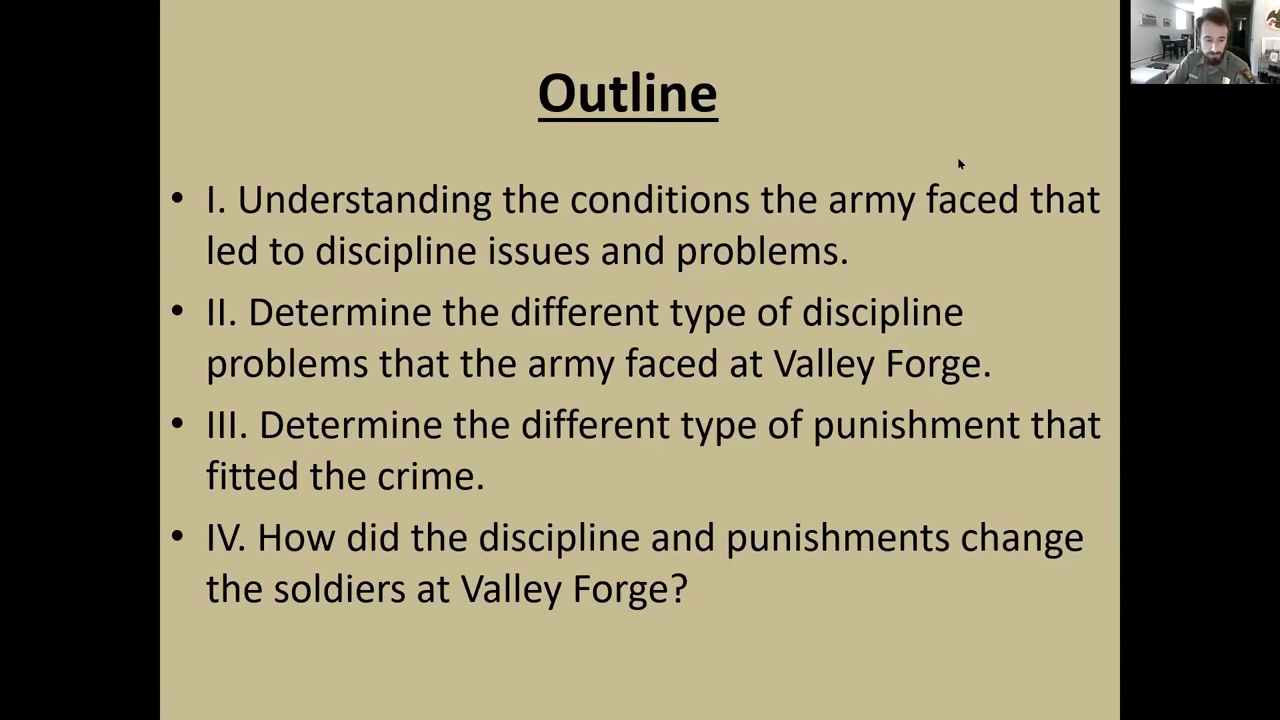 Outline
• I. Understanding the conditions the army faced that
led to discipline issues and problems.
• II. Determine the different type of discipline
problems that the army faced at Valley Forge.
• III. Determine the different type of punishment that
fitted the crime.
• IV. How did the discipline and punishments change
the soldiers at Valley Forge?